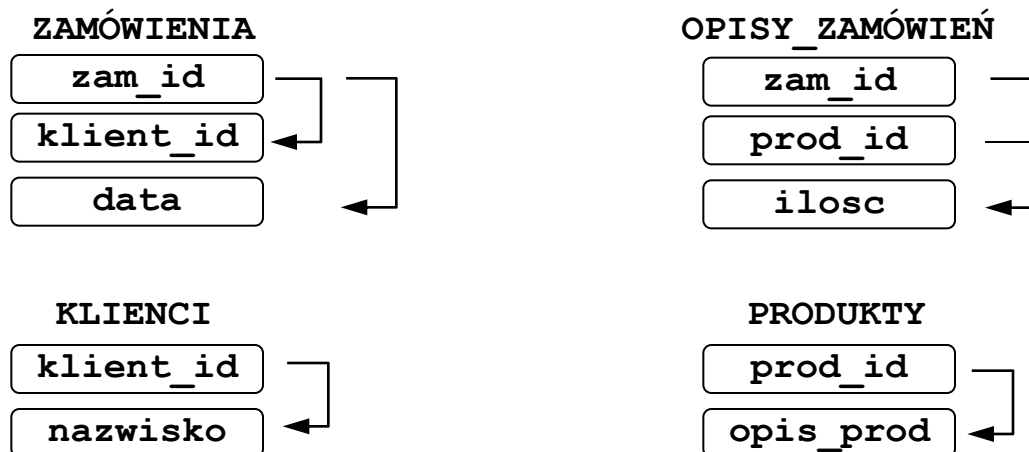 ZAMÓWIENIA
zam_id
klient_id
data
OPISY_ZAMÓWIEŃ
zam_id
prod_id
ilosc
KLIENCI
klient_id
nazwisko
PRODUKTY
prod_id
opis_prod